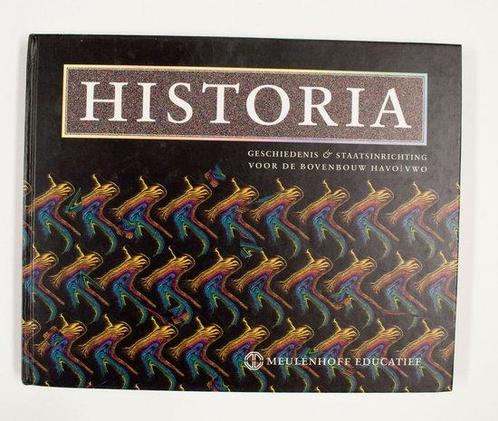 HISTORIA
GESCHIEDENIS & STAATSINRICHTING
VOOR DE BOVENBOUW HAVO|VWO
MEULENHOFF EDUCATIEF